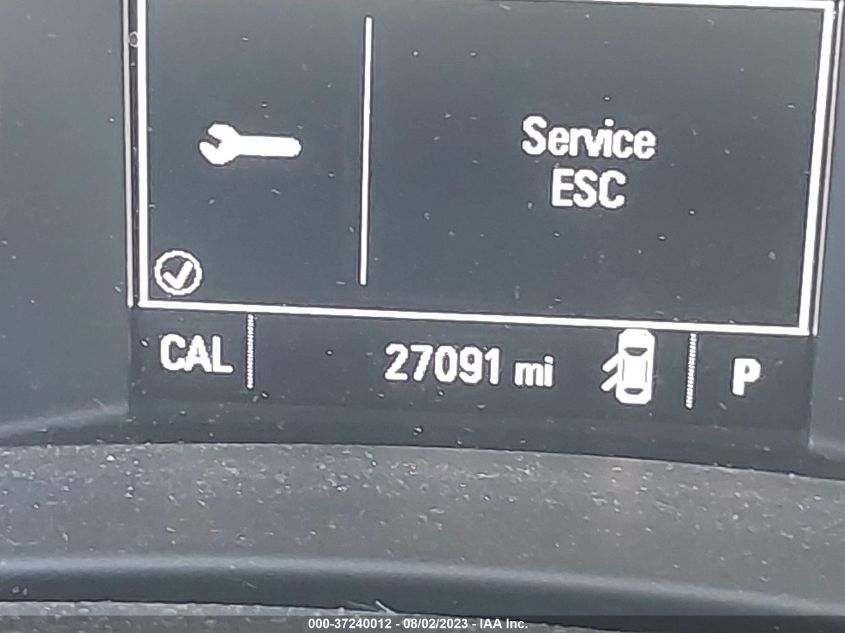 Service
ESC
CAL 27091 mi P
000-37240012 - 08/02/2023 - IAA Inc.